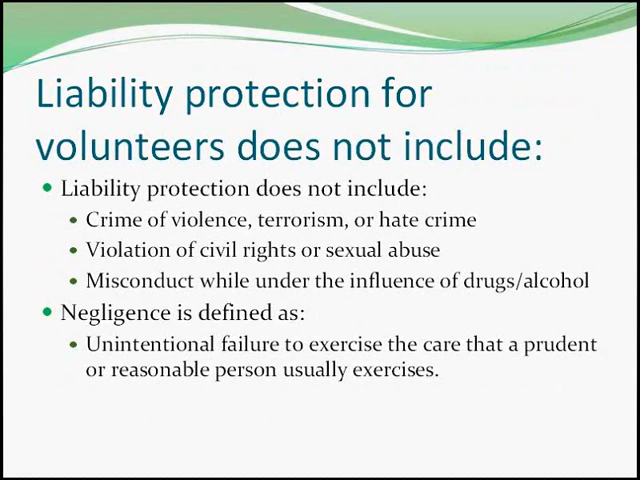 Liability protection for
volunteers does not include:
Liability protection does not include:
Crime of violence, terrorism, or hate crime
Violation of civil rights or sexual abuse
Misconduct while under the influence of drugs/alcohol
Negligence is defined as:
Unintentional failure to exercise the care that a prudent
or reasonable person usually exercises.